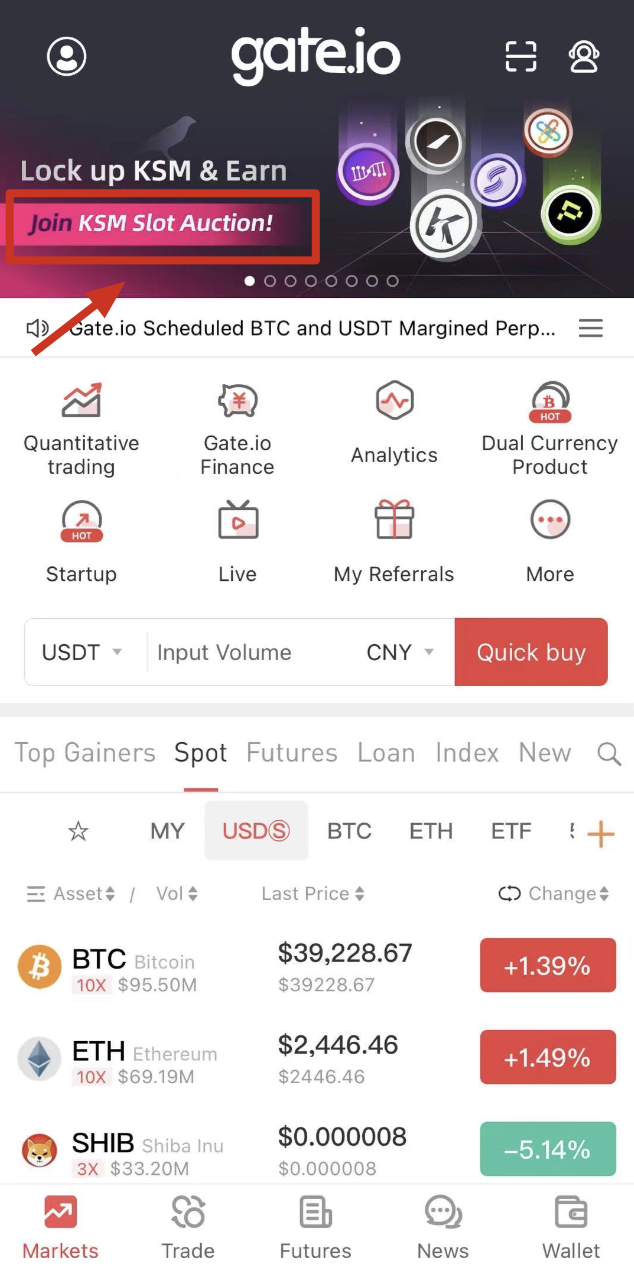 gate.io
Lock up KSM & Earn
Join KSM Slot Auction!
Gate.io Scheduled BTC and USDT Margined Perp...
Quantitative trading
Gate.io Finance
Analytics
HOT
Dual Currency Product
HOT
Startup
Live
My Referrals
More
USDT
Input Volume
CNY
Quick buy
Top Gainers Spot Futures Loan Index New
MY USDⓈ BTC ETH ETF
Asset / Vol Last Price Change
BTC Bitcoin $39,228.67 +1.39%
10X $95.50M $39228.67
ETH Ethereum $2,446.46 +1.49%
10X $69.19M $2446.46
SHIB Shiba Inu $0.000008 -5.14%
3X $33.20M $0.000008
Markets Trade Futures News Wallet